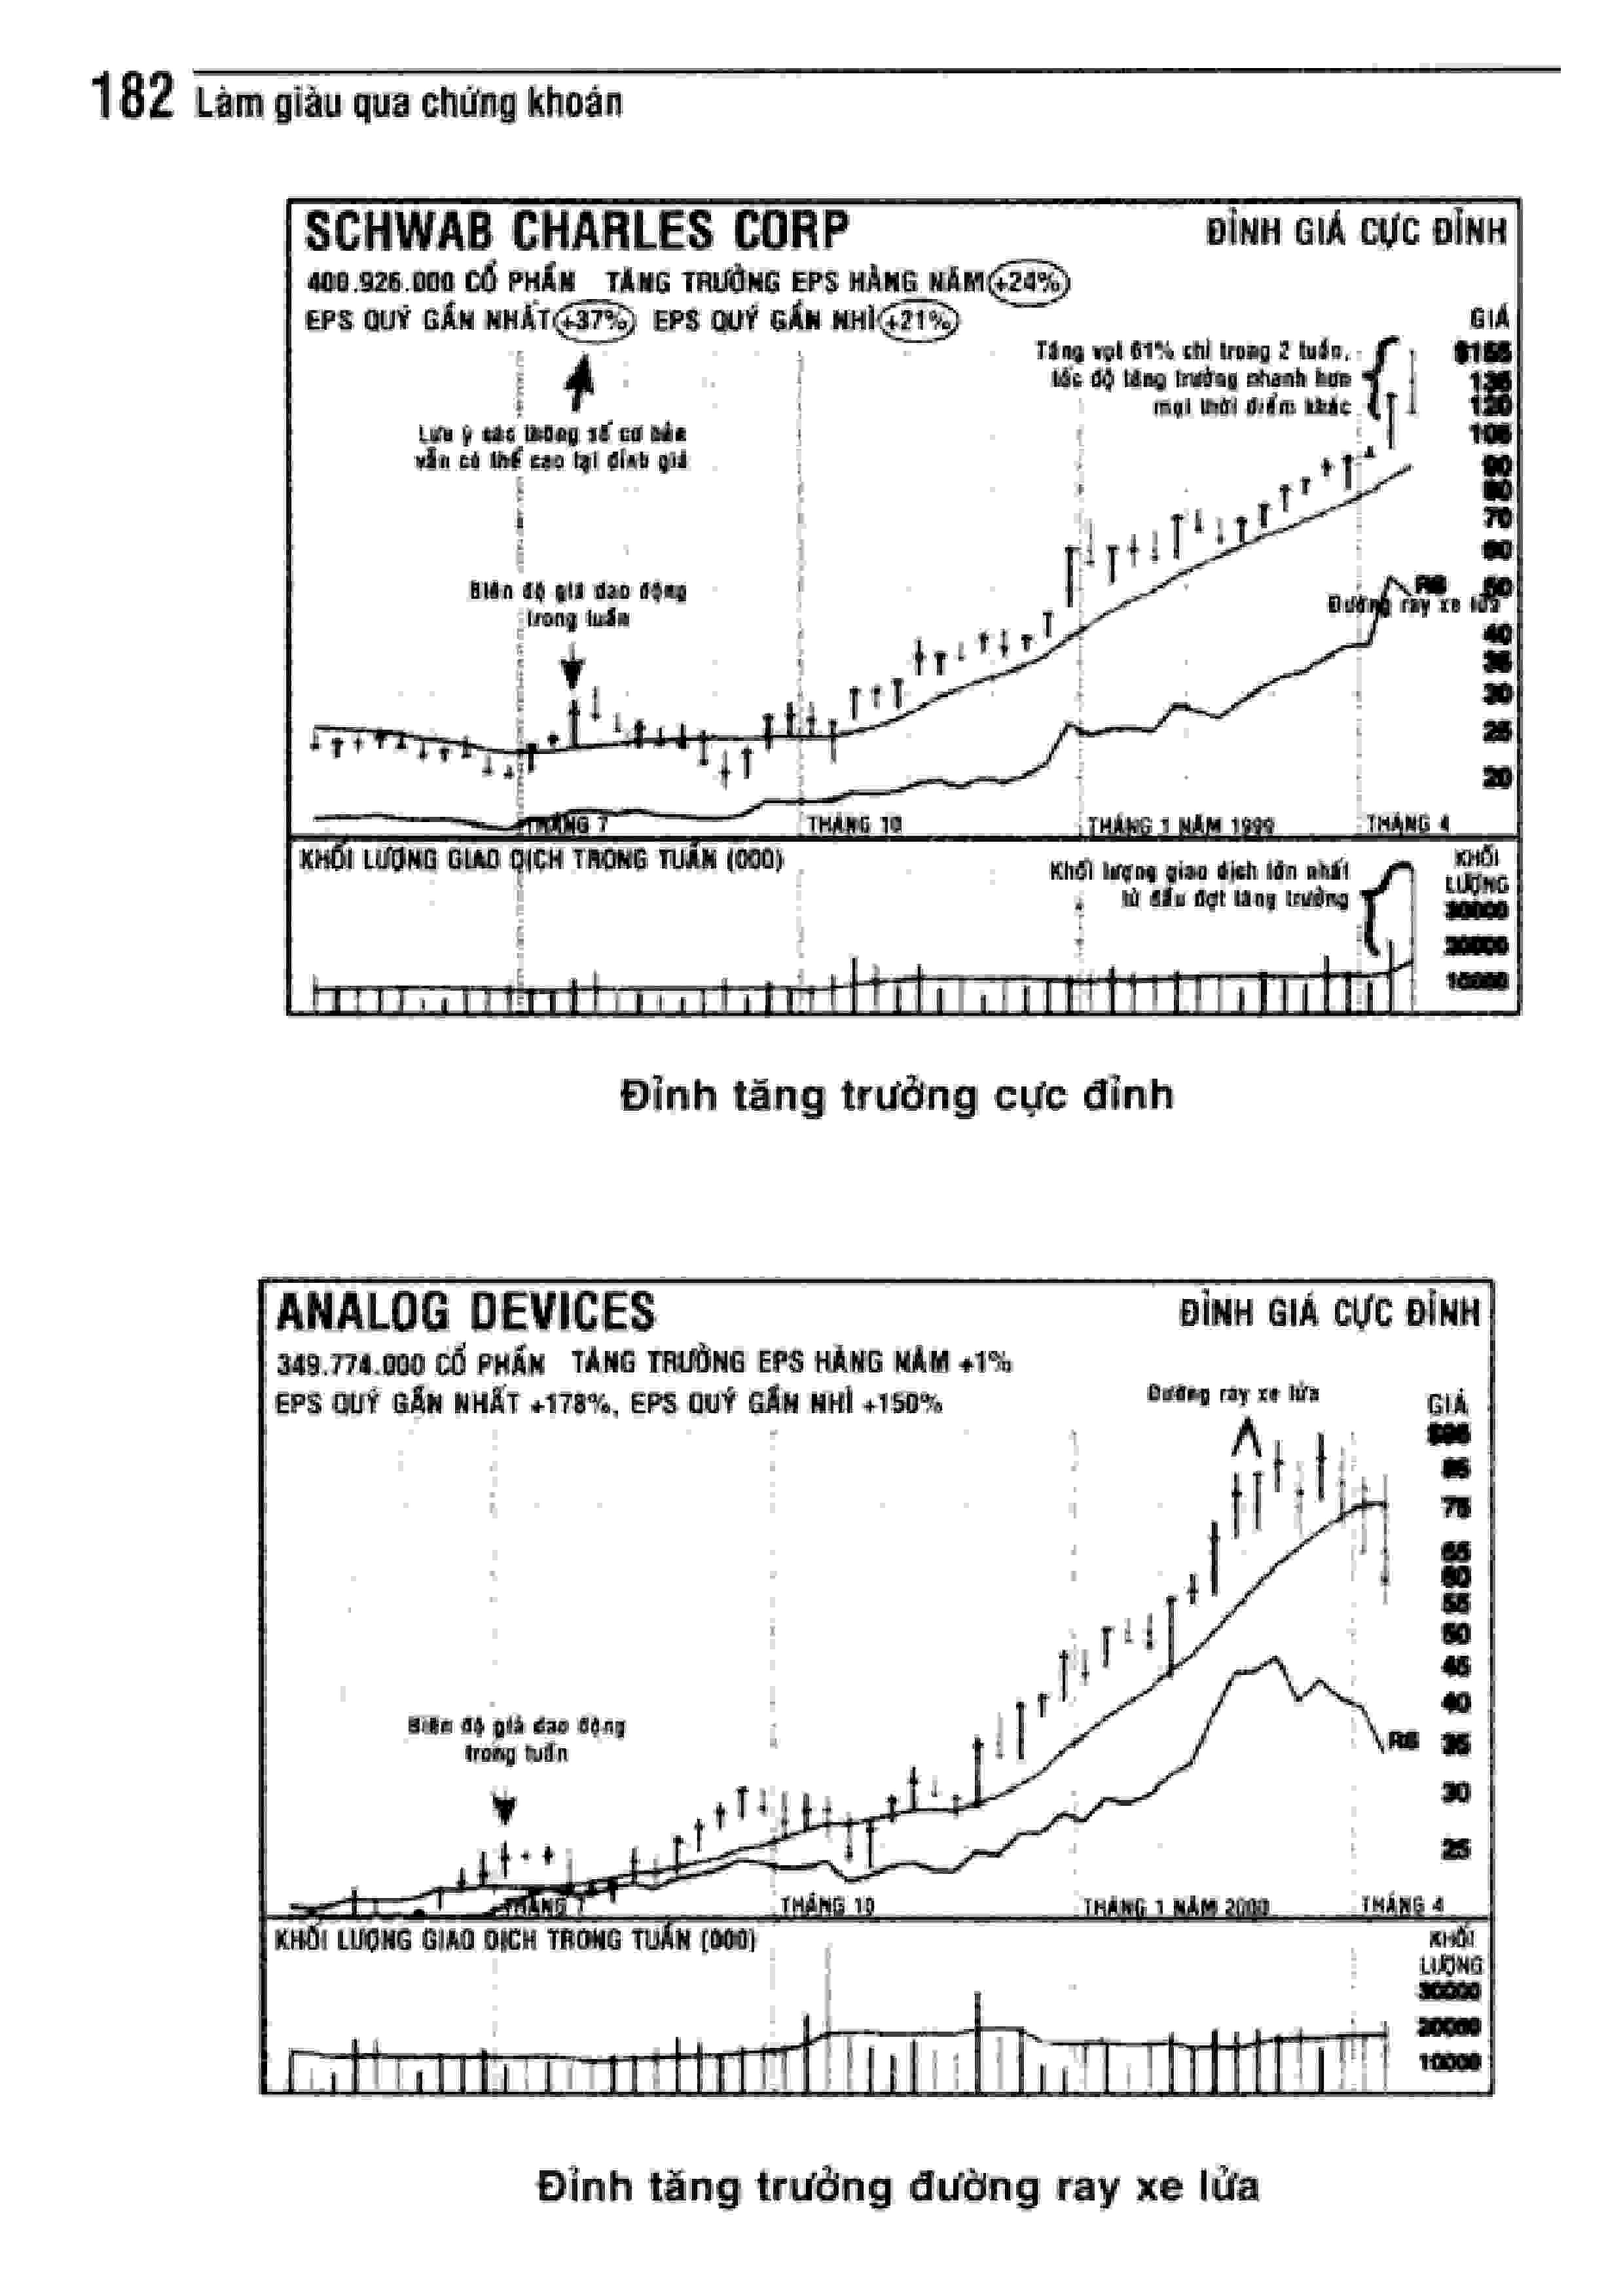 182 Làm giàu qua chứng khoán
SCHWAB CHARLES CORP
ĐỈNH GIÁ CỰC ĐỈNH
400.926.000 CỔ PHẦN TĂNG TRƯỞNG EPS HÀNG NĂM +24%
EPS QUÝ GẦN NHẤT +37% EPS QUÝ GẦN NHÌ +21%
GIÁ
Tăng vọt 61% chỉ trong 2 tuần,
tốc độ tăng trưởng nhanh hơn
mọi thời điểm khác
Lưu ý các thông số cơ bản
vẫn có thể cao tại đỉnh giá
Biên độ giá dao động
trong tuần
120
105
90
80
70
60
RS 50
Đường ray xe lửa
40
35
30
25
20
THÁNG 7 THÁNG 10 THÁNG 1 NĂM 1999 THÁNG 4
KHỐI LƯỢNG GIAO DỊCH TRONG TUẦN (000)
Khối lượng giao dịch lớn nhất
từ đầu đợt tăng trưởng
KHỐI
LƯỢNG
30000
20000
10000
Đỉnh tăng trưởng cực đỉnh
ANALOG DEVICES
ĐỈNH GIÁ CỰC ĐỈNH
349.774.000 CỔ PHẦN TĂNG TRƯỞNG EPS HÀNG NĂM +1%
EPS QUÝ GẦN NHẤT +178%, EPS QUÝ GẦN NHÌ +150%
Đường ray xe lửa
GIÁ
$95
85
75
65
60
55
50
45
40
Biên độ giá dao động
trong tuần
RS 35
30
25
THÁNG 7 THÁNG 10 THÁNG 1 NĂM 2000 THÁNG 4
KHỐI LƯỢNG GIAO DỊCH TRONG TUẦN (000)
KHỐI
LƯỢNG
30000
20000
10000
Đỉnh tăng trưởng đường ray xe lửa